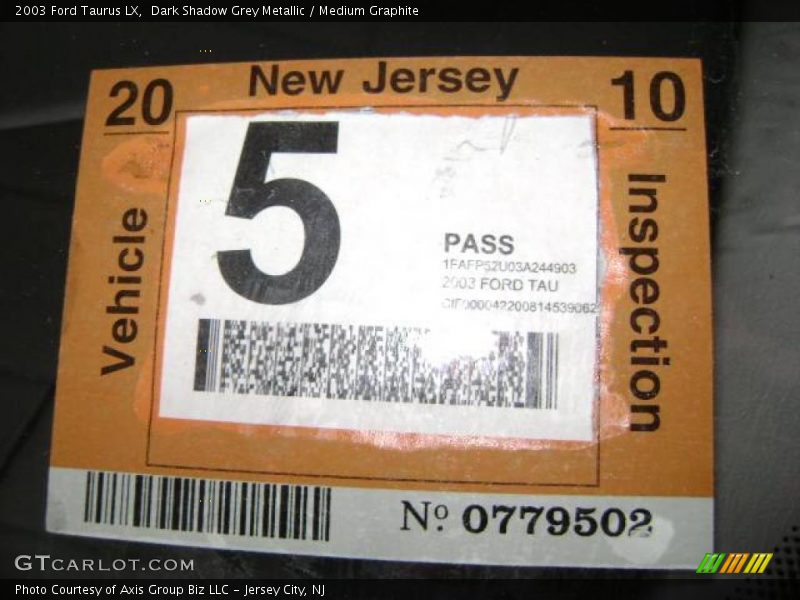 2003 Ford Taurus LX, Dark Shadow Grey Metallic / Medium Graphite
20 New Jersey 10
Vehicle
Inspection
5
PASS
1FAFP52U03A244903
2003 FORD TAU
Nº. 0779502
GTCARLOT.COM
Photo Courtesy of Axis Group Biz LLC - Jersey City, NJ